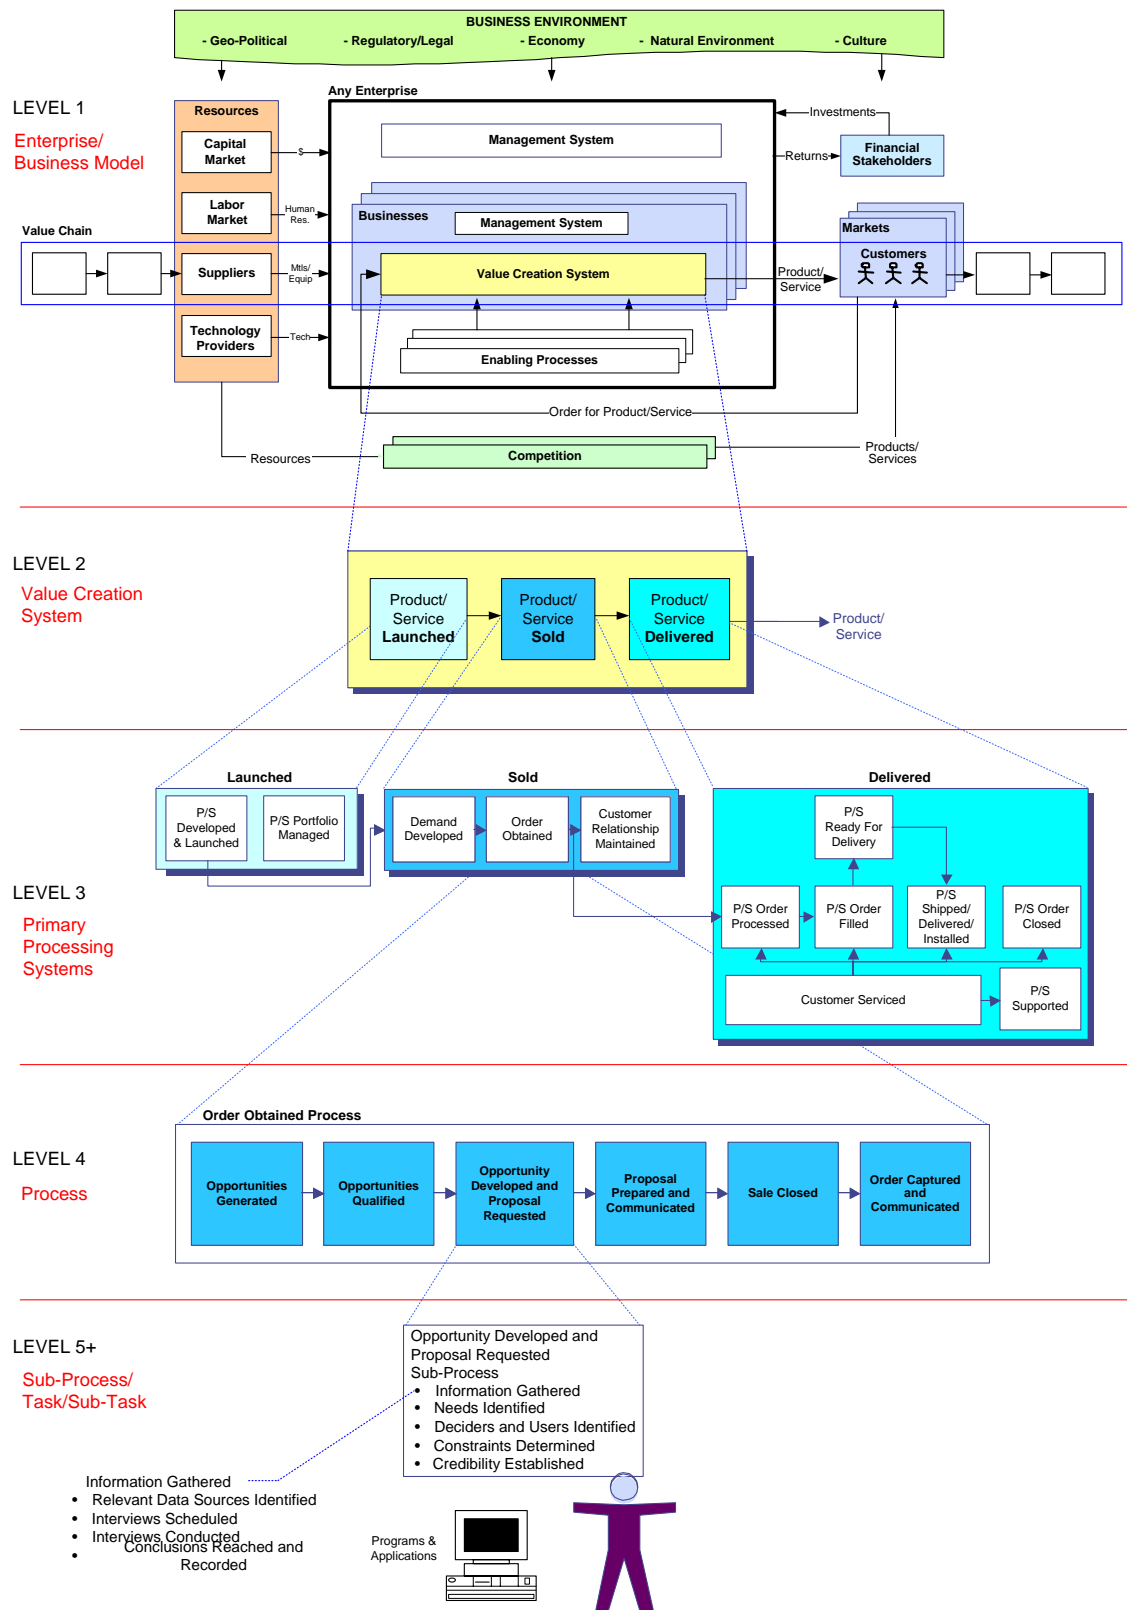 BUSINESS ENVIRONMENT
- Geo-Political - Regulatory/Legal - Economy - Natural Environment - Culture
LEVEL 1
Enterprise/
Business Model
Resources
Capital
Market
$
Labor
Market
Human
Res.
Value Chain
Suppliers
Mtls/
Equip
Technology
Providers
Tech
Any Enterprise
Management System
Businesses
Management System
Value Creation System
Enabling Processes
Investments
Returns
Financial
Stakeholders
Markets
Customers
Product/
Service
Order for Product/Service
Resources
Competition
Products/
Services
LEVEL 2
Value Creation
System
Product/
Service
Launched
Product/
Service
Sold
Product/
Service
Delivered
Product/
Service
LEVEL 3
Primary
Processing
Systems
Launched
P/S
Developed
& Launched
P/S Portfolio
Managed
Sold
Demand
Developed
Order
Obtained
Customer
Relationship
Maintained
Delivered
P/S
Ready For
Delivery
P/S Order
Processed
P/S Order
Filled
P/S
Shipped/
Delivered/
Installed
P/S Order
Closed
Customer Serviced
P/S
Supported
LEVEL 4
Process
Order Obtained Process
Opportunities
Generated
Opportunities
Qualified
Opportunity
Developed and
Proposal
Requested
Proposal
Prepared and
Communicated
Sale Closed
Order Captured
and
Communicated
LEVEL 5+
Sub-Process/
Task/Sub-Task
Opportunity Developed and
Proposal Requested
Sub-Process
• Information Gathered
• Needs Identified
• Deciders and Users Identified
• Constraints Determined
• Credibility Established
Information Gathered
• Relevant Data Sources Identified
• Interviews Scheduled
• Interviews Conducted
• Conclusions Reached and
Recorded
Programs &
Applications